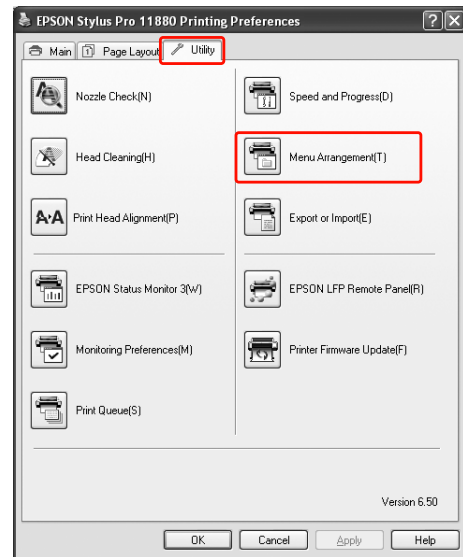 EPSON Stylus Pro 11880 Printing Preferences
Main
Page Layout
Utility
Nozzle Check(N)
Speed and Progress(D)
Head Cleaning(H)
Menu Arrangement(T)
A·A Print Head Alignment(P)
Export or Import(E)
EPSON Status Monitor 3(W)
EPSON LFP Remote Panel(R)
Monitoring Preferences(M)
Printer Firmware Update(F)
Print Queue(S)
Version 6.50
OK
Cancel
Apply
Help